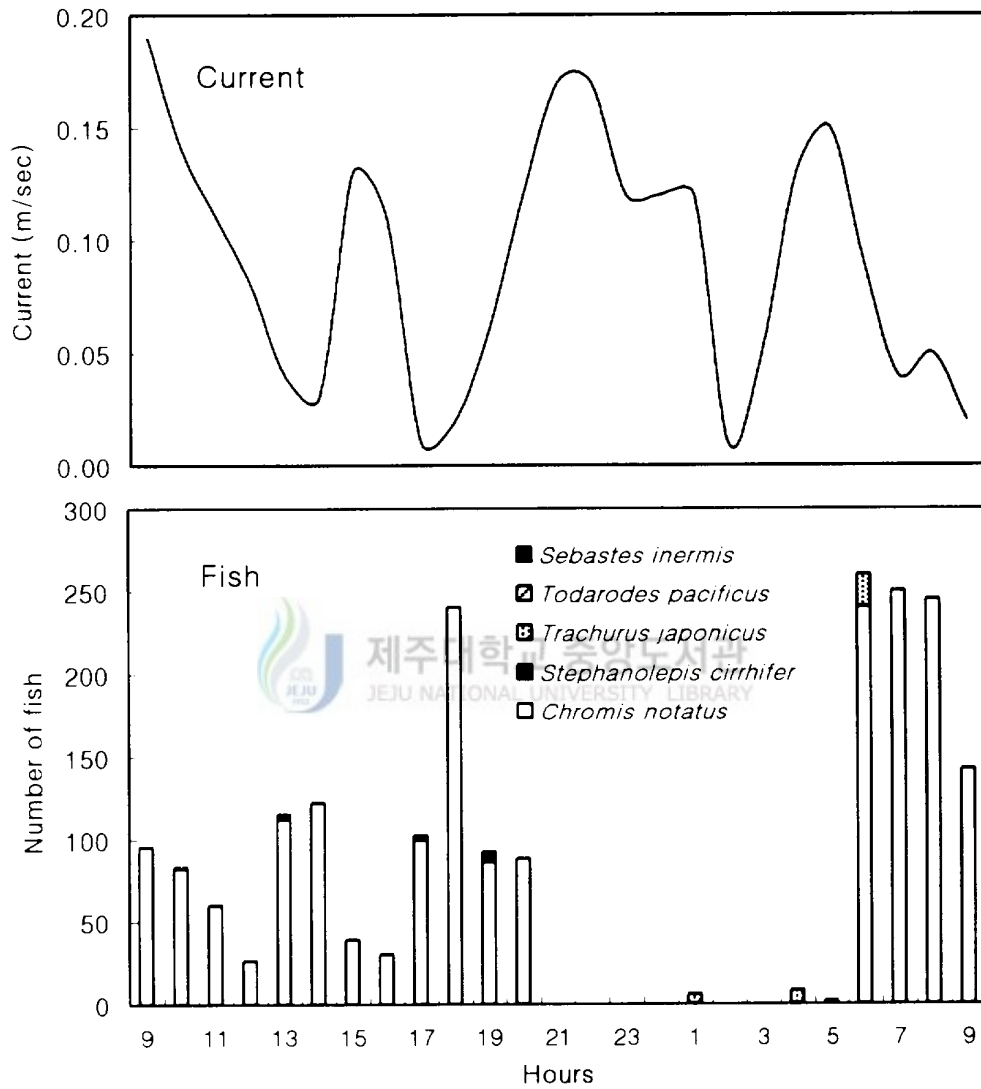 0.20
Current
0.15
0.10
0.05
0.00
Current (m/sec)
300
Fish
250
200
150
100
50
0
Number of fish
Sebastes inermis
Todarodes pacificus
Trachurus japonicus
Stephanolepis cirrhifer
Chromis notatus
제주대학교 중앙도서관
JEJU NATIONAL UNIVERSITY LIBRARY
JEJU
1952
9 11 13 15 17 19 21 23 1 3 5 7 9
Hours